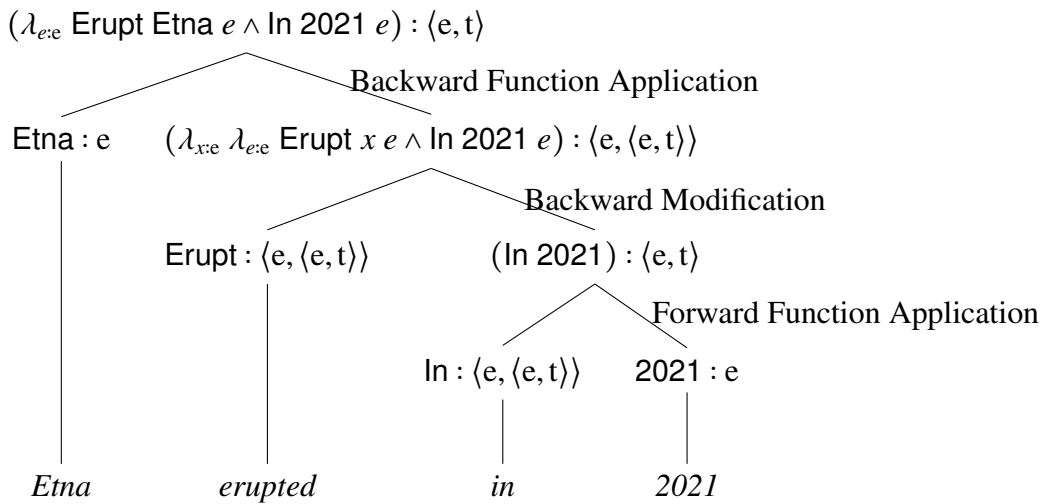 (λe:e Erupt Etna e ∧ In 2021 e) : ⟨e, t⟩
Backward Function Application
Etna : e (λx:e λe:e Erupt x e ∧ In 2021 e) : ⟨e, ⟨e, t⟩⟩
Backward Modification
Erupt : ⟨e, ⟨e, t⟩⟩ (In 2021) : ⟨e, t⟩
Forward Function Application
In : ⟨e, ⟨e, t⟩⟩ 2021 : e
Etna erupted in 2021